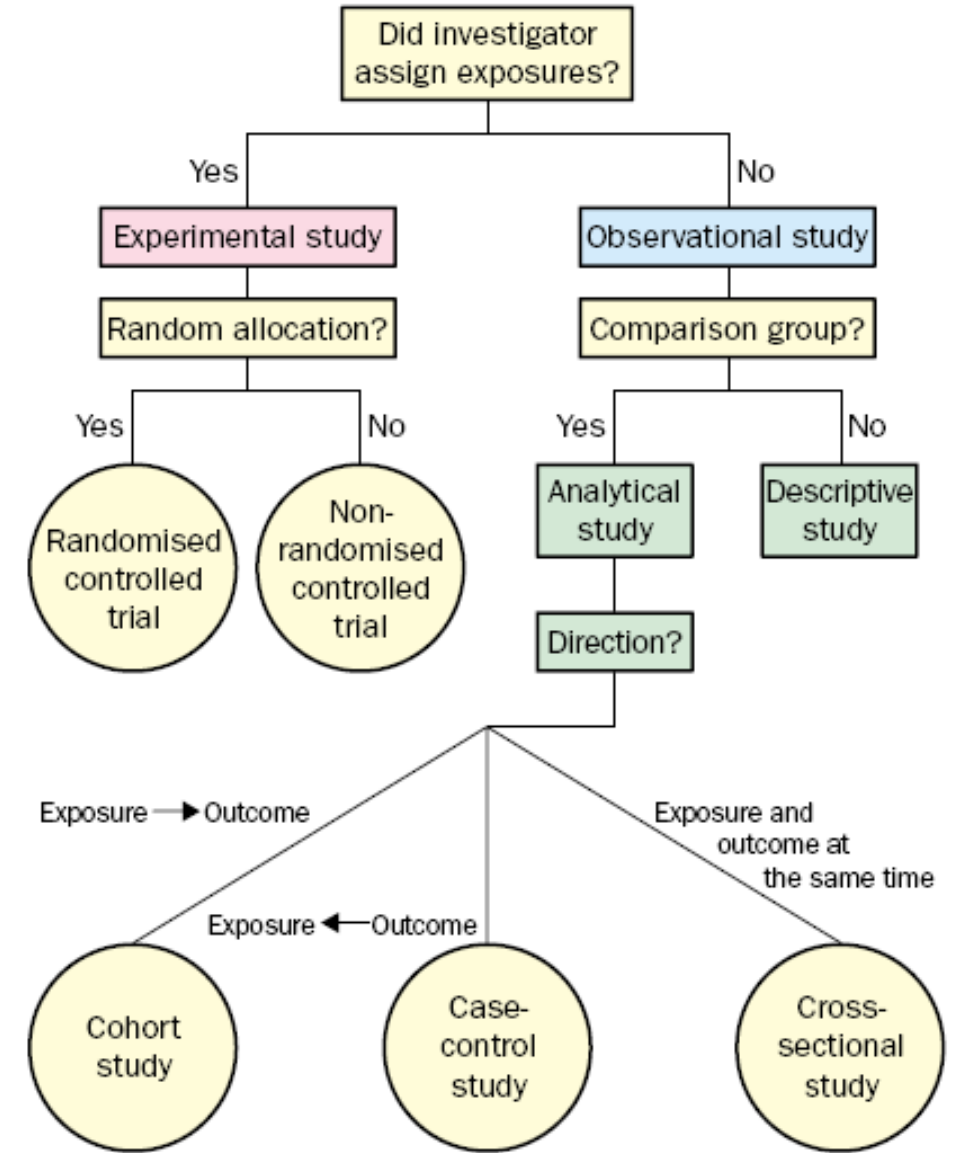 Did investigator
assign exposures?
Yes
No
Experimental study
Observational study
Random allocation?
Comparison group?
Yes
No
Yes
No
Randomised
controlled
trial
Non-
randomised
controlled
trial
Analytical
study
Descriptive
study
Direction?
Exposure → Outcome
Exposure and
outcome at
the same time
Exposure ← Outcome
Cohort
study
Case-
control
study
Cross-
sectional
study